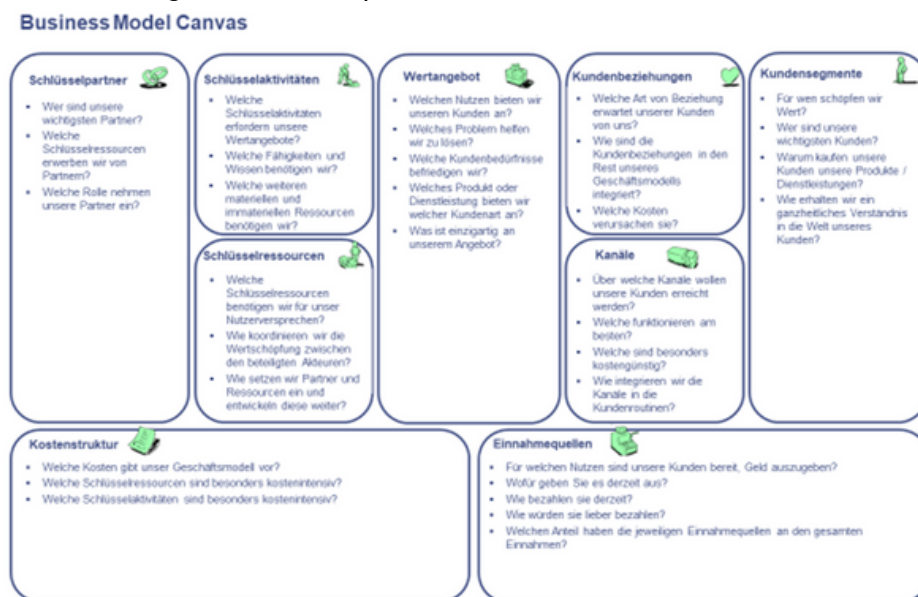 Business Model Canvas
Schlüsselpartner
Wer sind unsere
wichtigsten Partner?
Welche
Schlüsselressourcen
erwerben wir von
Partnern?
Welche Rolle nehmen
unsere Partner ein?
Schlüsselaktivitäten
Welche
Schlüsselaktivitäten
erfordern unsere
Wertangebote?
Welche Fähigkeiten und
Wissen benötigen wir?
Welche weiteren
materiellen und
immateriellen Ressourcen
benötigen wir?
Schlüsselressourcen
Welche
Schlüsselressourcen
benötigen wir für unser
Nutzerversprechen?
Wie koordinieren wir die
Wertschöpfung zwischen
den beteiligten Akteuren?
Wie setzen wir Partner und
Ressourcen ein und
entwickeln diese weiter?
Wertangebot
Welchen Nutzen bieten wir
unseren Kunden an?
Welches Problem helfen
wir zu lösen?
Welche Kundenbedürfnisse
befriedigen wir?
Welches Produkt oder
Dienstleistung bieten wir
welcher Kundenart an?
Was ist einzigartig an
unserem Angebot?
Kundenbeziehungen
Welche Art von Beziehung
erwartet unserer Kunden
von uns?
Wie sind die
Kundenbeziehungen in den
Rest unseres
Geschäftsmodells
integriert?
Welche Kosten
verursachen sie?
Kanäle
Über welche Kanäle wollen
unsere Kunden erreicht
werden?
Welche funktionieren am
besten?
Welche sind besonders
kostengünstig?
Wie integrieren wir die
Kanäle in die
Kundenroutinen?
Kundensegmente
Für wen schöpfen wir
Wert?
Wer sind unsere
wichtigsten Kunden?
Warum kaufen unsere
Kunden unsere Produkte /
Dienstleistungen?
Wie erhalten wir ein
ganzheitliches Verständnis
in die Welt unseres
Kunden?
Kostenstruktur
Welche Kosten gibt unser Geschäftsmodell vor?
Welche Schlüsselressourcen sind besonders kostenintensiv?
Welche Schlüsselaktivitäten sind besonders kostenintensiv?
Einnahmequellen
Für welchen Nutzen sind unsere Kunden bereit, Geld auszugeben?
Wofür geben Sie es derzeit aus?
Wie bezahlen sie derzeit?
Wie würden sie lieber bezahlen?
Welchen Anteil haben die jeweiligen Einnahmequellen an den gesamten
Einnahmen?